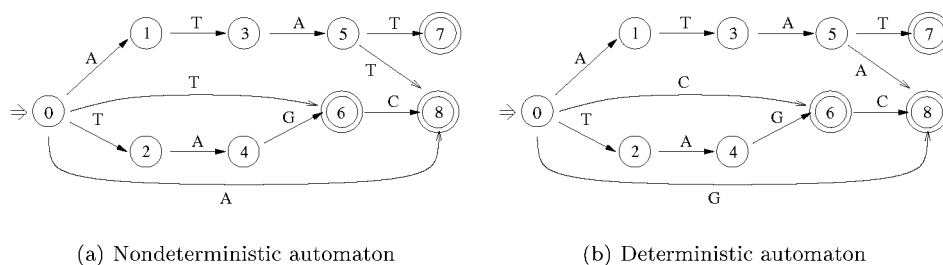 1 T 3 A 5 T 7
A T
T
0 6 C 8
T G
2 A 4
A
(a) Nondeterministic automaton
1 T 3 A 5 T 7
A A
C
0 6 C 8
T G
2 A 4
G
(b) Deterministic automaton